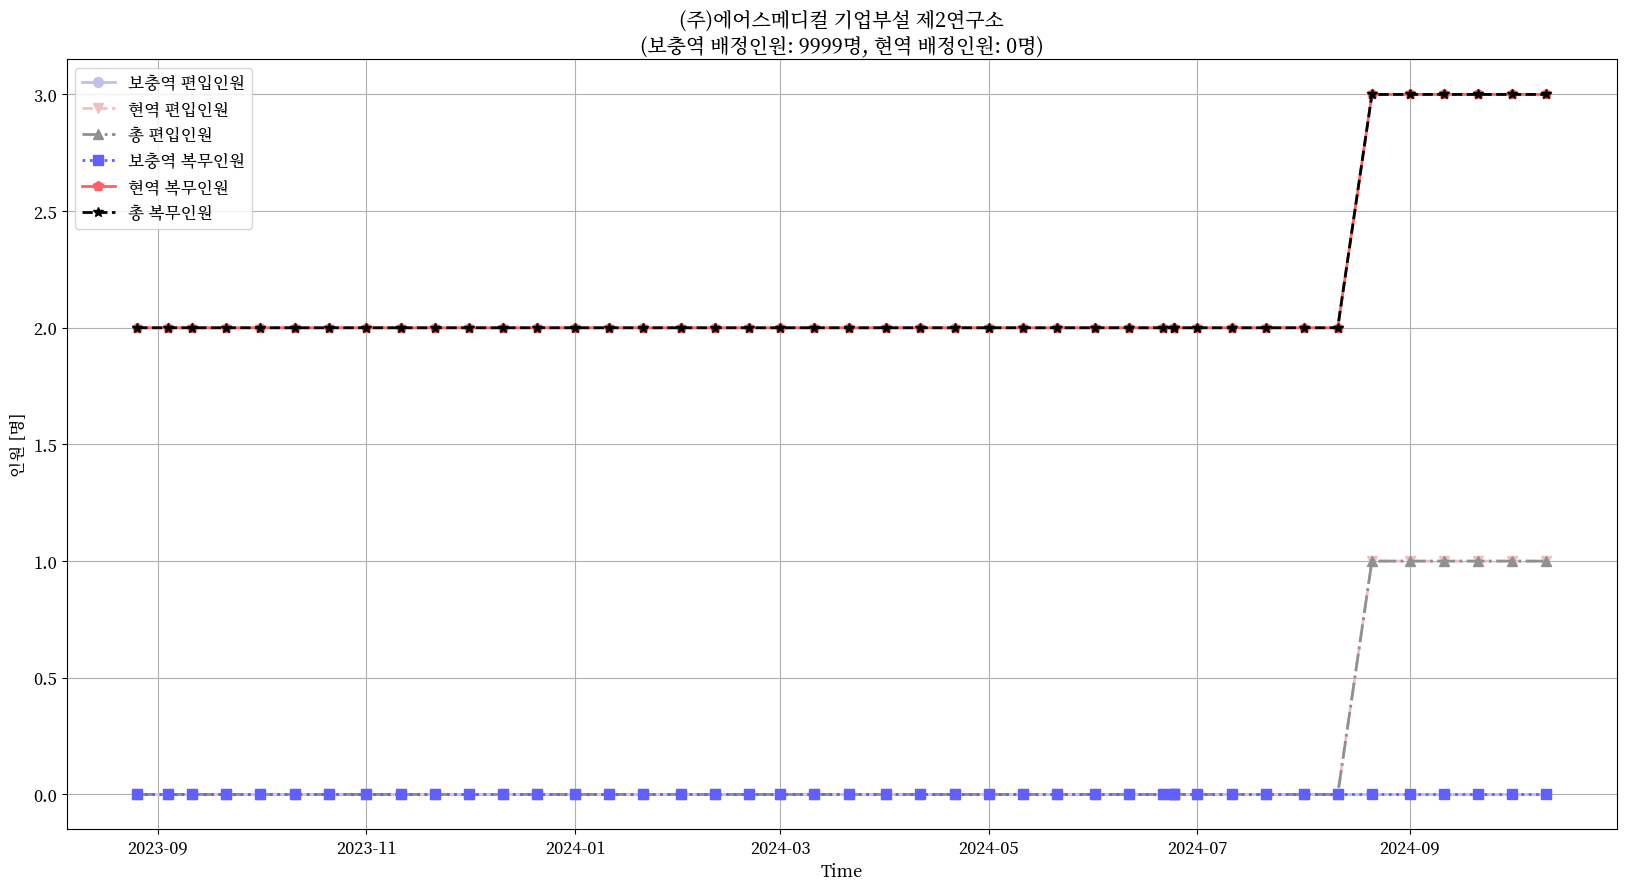 (주)에어스메디컬 기업부설 제2연구소
(보충역 배정인원: 9999명, 현역 배정인원: 0명)
보충역 편입인원
현역 편입인원
총 편입인원
보충역 복무인원
현역 복무인원
총 복무인원
3.0
2.5
2.0
1.5
1.0
0.5
0.0
인원 [명]
2023-09 2023-11 2024-01 2024-03 2024-05 2024-07 2024-09
Time